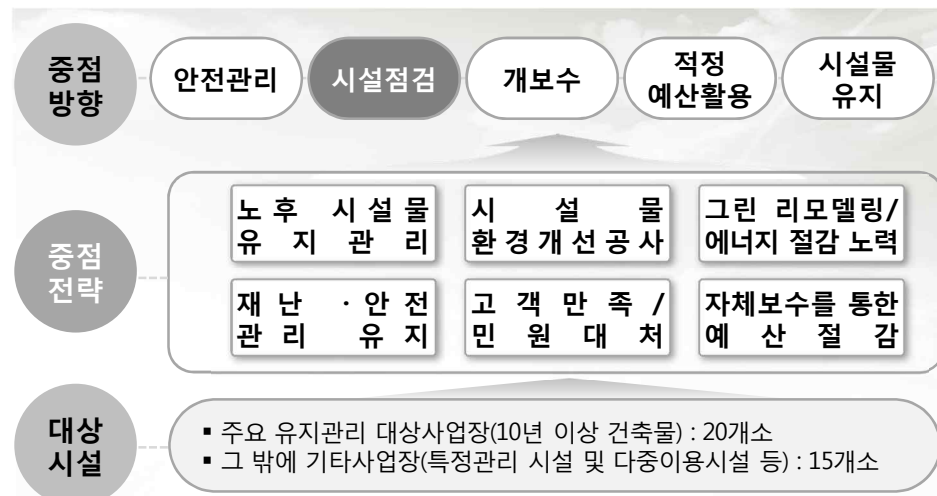 중점
방향
안전관리
시설점검
개보수
적정
예산활용
시설물
유지
중점
전략
노후 시설물
유지관리
시설물
환경개선공사
그린 리모델링/
에너지 절감 노력
재난·안전
관리 유지
고객만족/
민원대처
자체보수를 통한
예산절감
대상
시설
▪ 주요 유지관리 대상사업장(10년 이상 건축물) : 20개소
▪ 그 밖에 기타사업장(특정관리 시설 및 다중이용시설 등) : 15개소